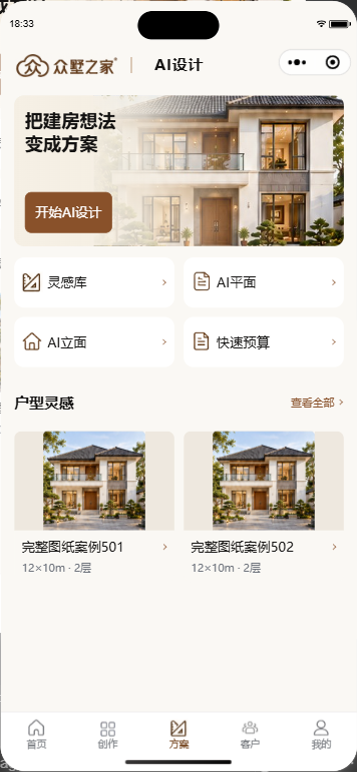 18:33
众墅之家
AI设计
把建房想法
变成方案
开始AI设计
灵感库
AI平面
AI立面
快速预算
户型灵感
查看全部
完整图纸案例501
12×10m · 2层
完整图纸案例502
12×10m · 2层
首页
创作
方案
客户
我的